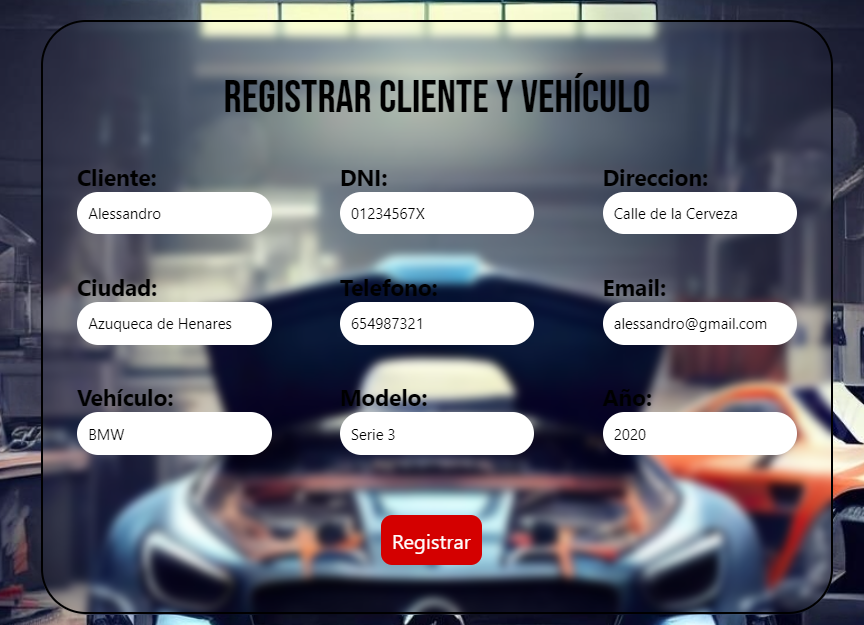 REGISTRAR CLIENTE Y VEHÍCULO
Cliente: DNI: Direccion:
Alessandro 01234567X Calle de la Cerveza
Ciudad: Telefono: Email:
Azuqueca de Henares 654987321 alessandro@gmail.com
Vehículo: Modelo: Año:
BMW Serie 3 2020
Registrar